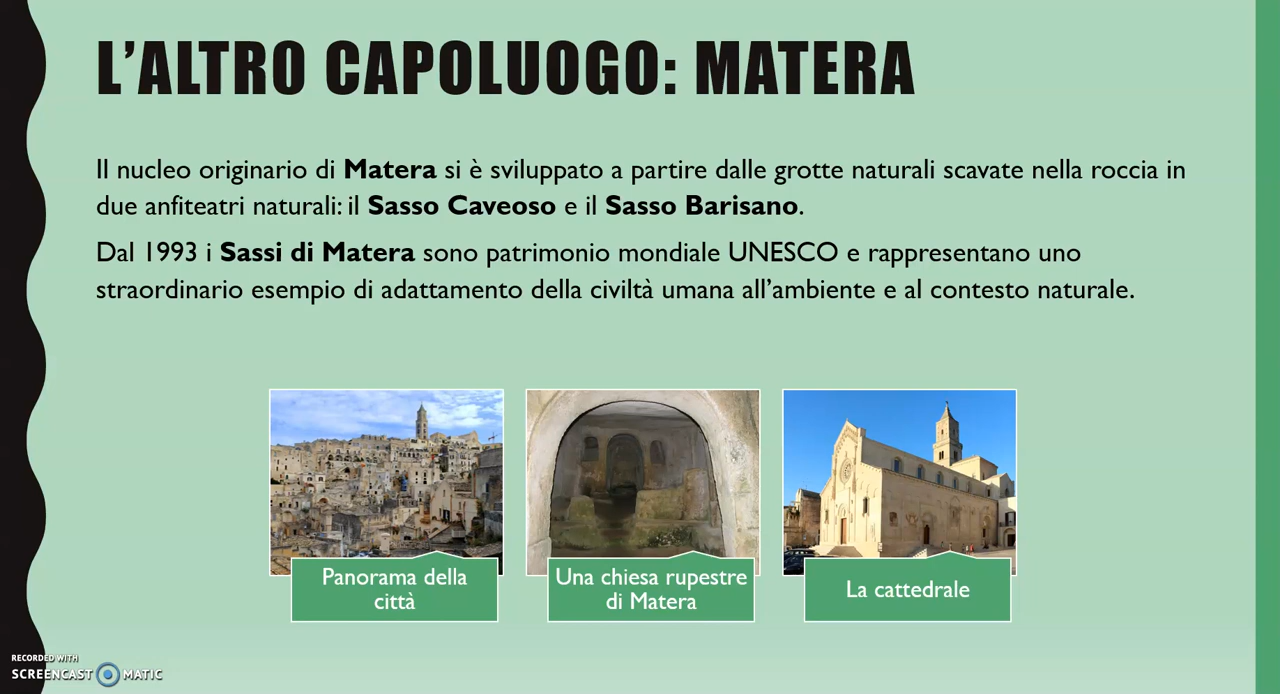 L’ALTRO CAPOLUOGO: MATERA
Il nucleo originario di Matera si è sviluppato a partire dalle grotte naturali scavate nella roccia in
due anfiteatri naturali: il Sasso Caveoso e il Sasso Barisano.
Dal 1993 i Sassi di Matera sono patrimonio mondiale UNESCO e rappresentano uno
straordinario esempio di adattamento della civiltà umana all’ambiente e al contesto naturale.
Panorama della
città
Una chiesa rupestre
di Matera
La cattedrale
RECORDED WITH
SCREENCAST MATIC